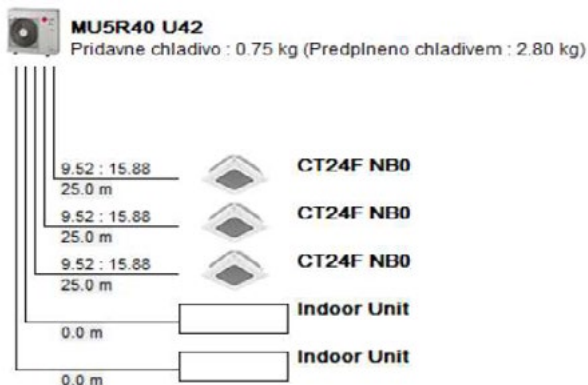 MU5R40 U42
Pridavne chladivo : 0.75 kg (Predplneno chladivem : 2.80 kg)
9.52 : 15.88
CT24F NB0
25.0 m
9.52 : 15.88
CT24F NB0
25.0 m
9.52 : 15.88
CT24F NB0
25.0 m
Indoor Unit
0.0 m
Indoor Unit
0.0 m